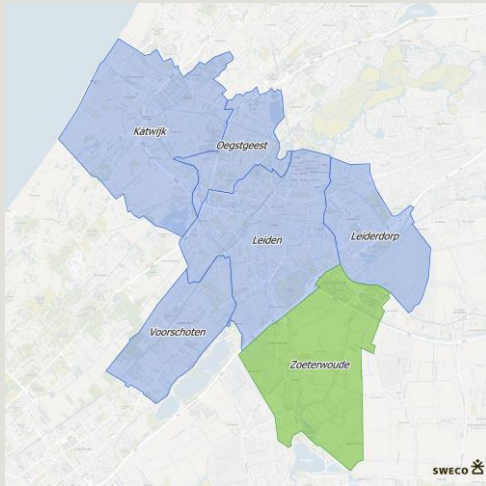 Katwijk
Oegstgeest
Leiden
Leiderdorp
Voorschoten
Zoeterwoude
SWECO